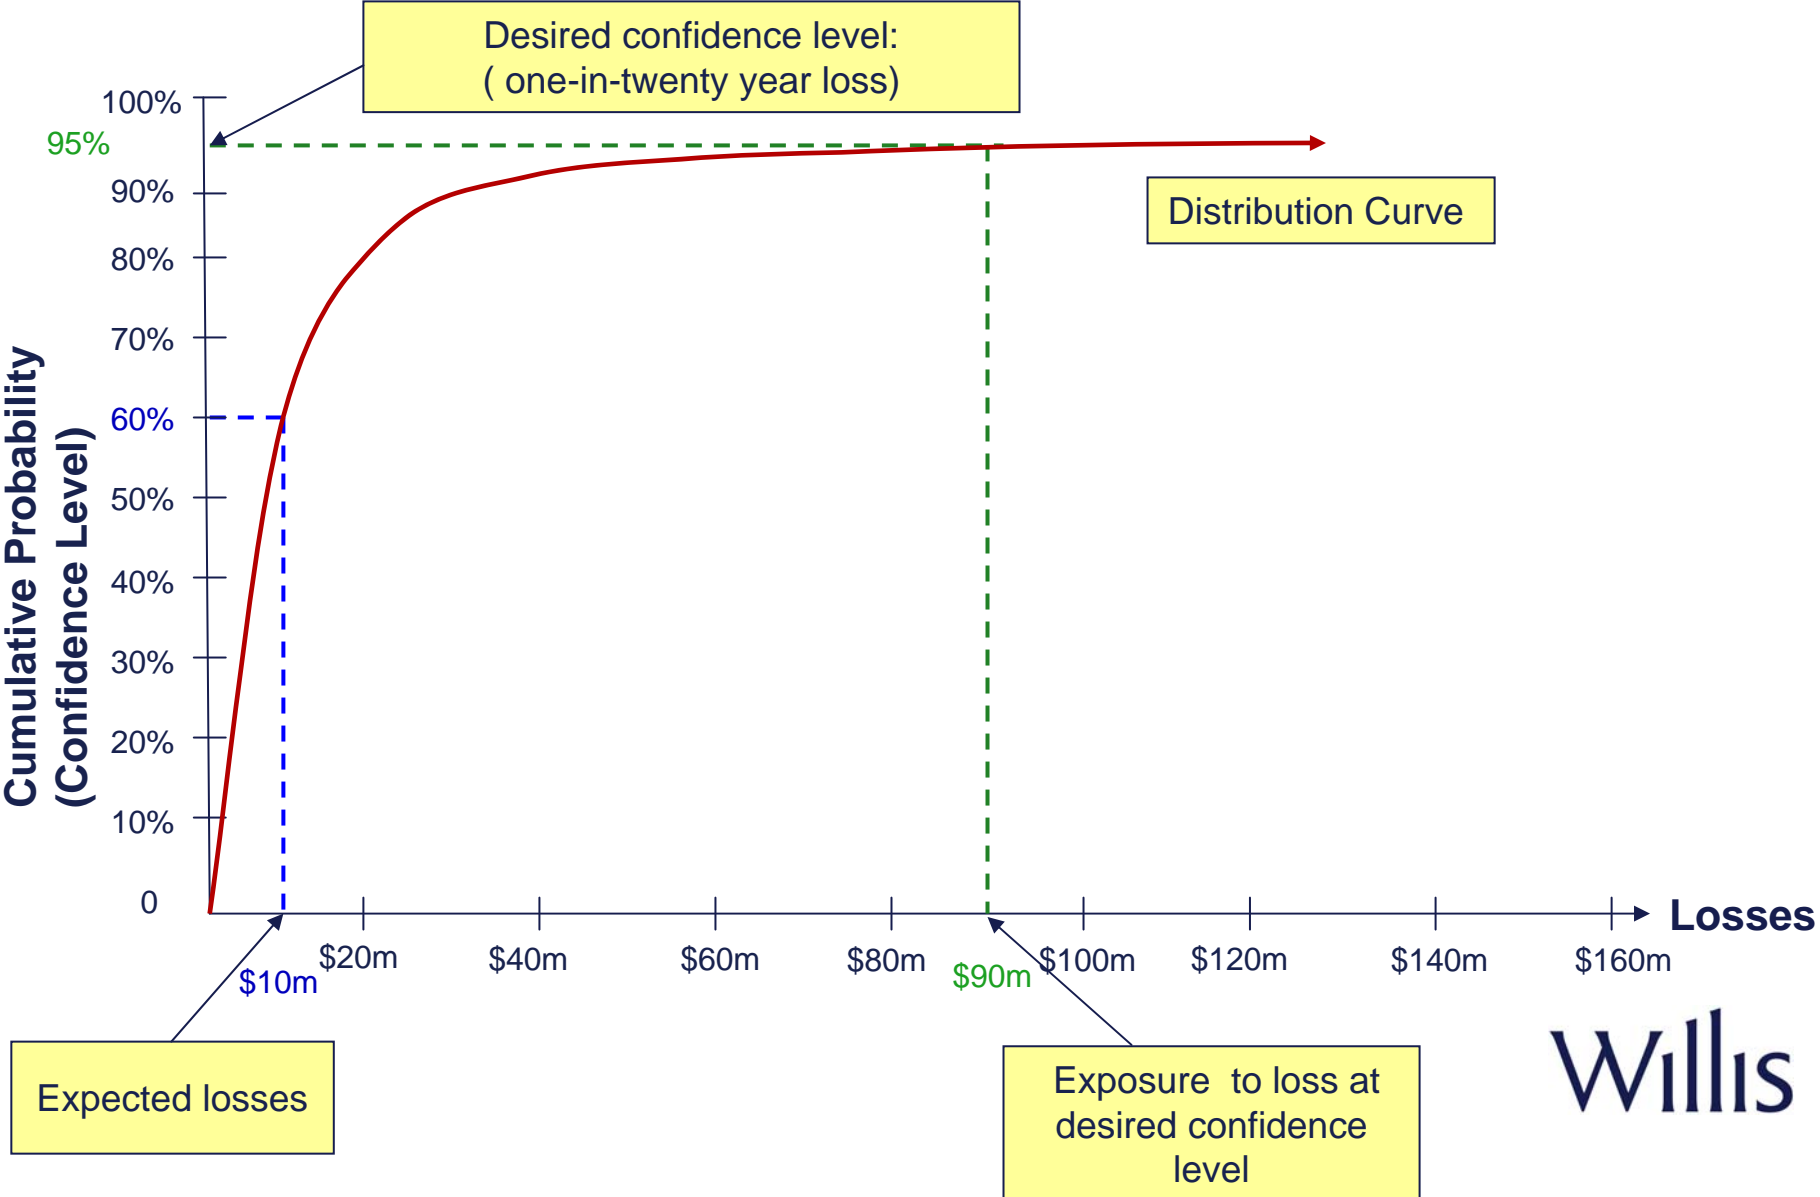 Desired confidence level:
( one-in-twenty year loss)
100%
95%
90%
80%
70%
60%
50%
40%
30%
20%
10%
0
Cumulative Probability
(Confidence Level)
Distribution Curve
Losses
$10m
$20m
$40m
$60m
$80m
$90m
$100m
$120m
$140m
$160m
Expected losses
Exposure  to loss at
desired confidence
level
Willis